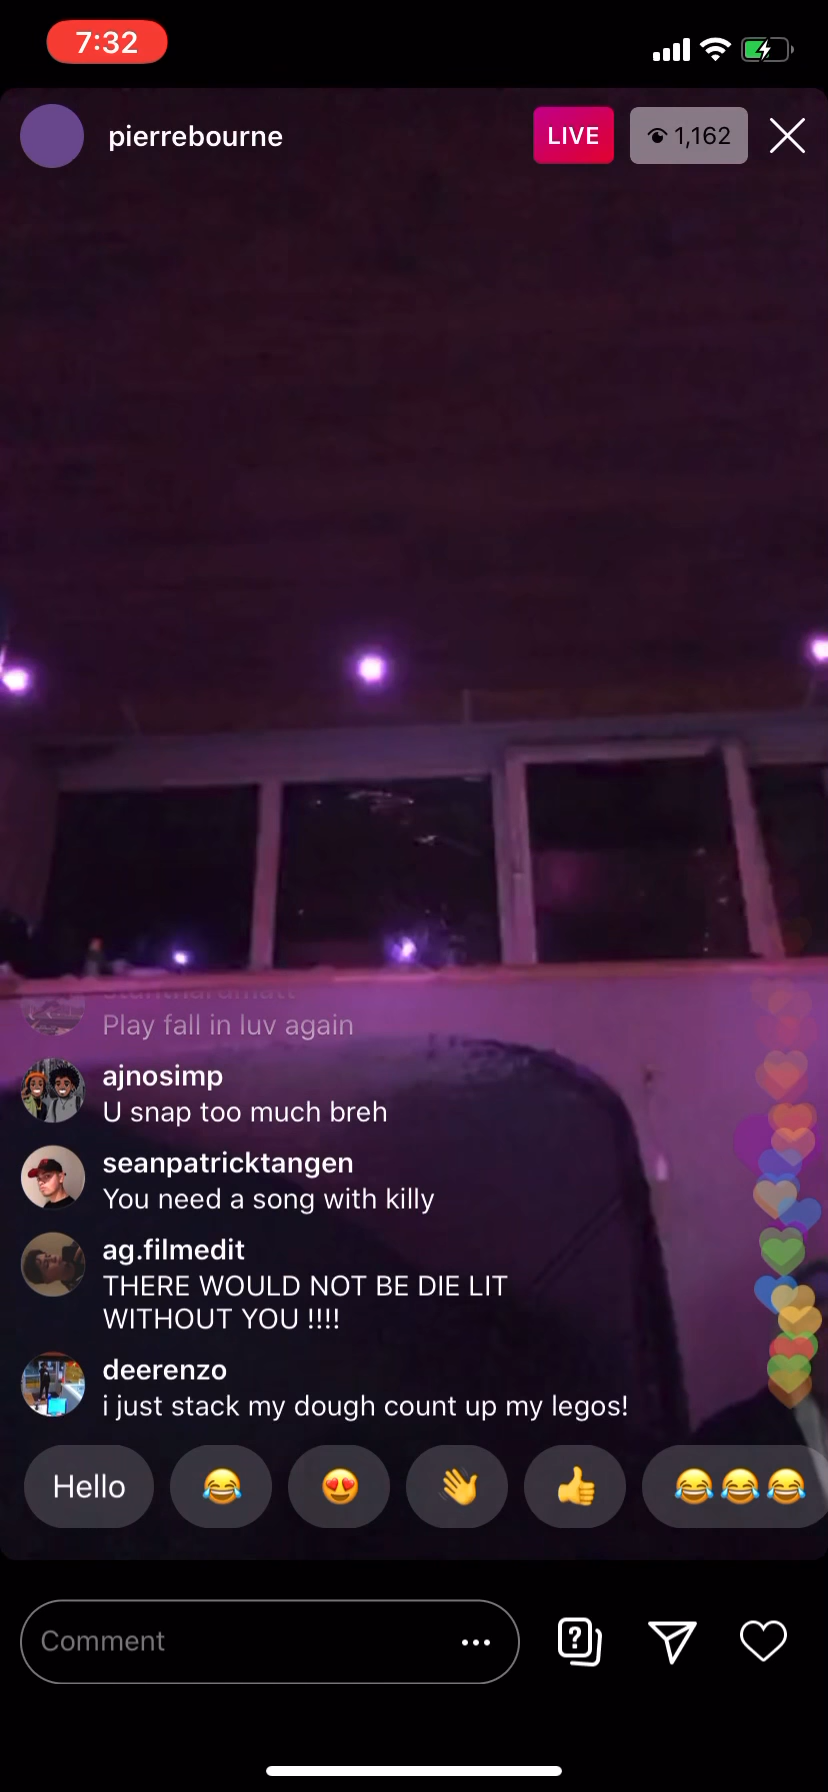 7:32
pierrebourne
LIVE
1,162
Play fall in luv again
ajnosimp
U snap too much breh
seanpatricktangen
You need a song with killy
ag.filmedit
THERE WOULD NOT BE DIE LIT
WITHOUT YOU !!!!
deerenzo
i just stack my dough count up my legos!
Hello
Comment